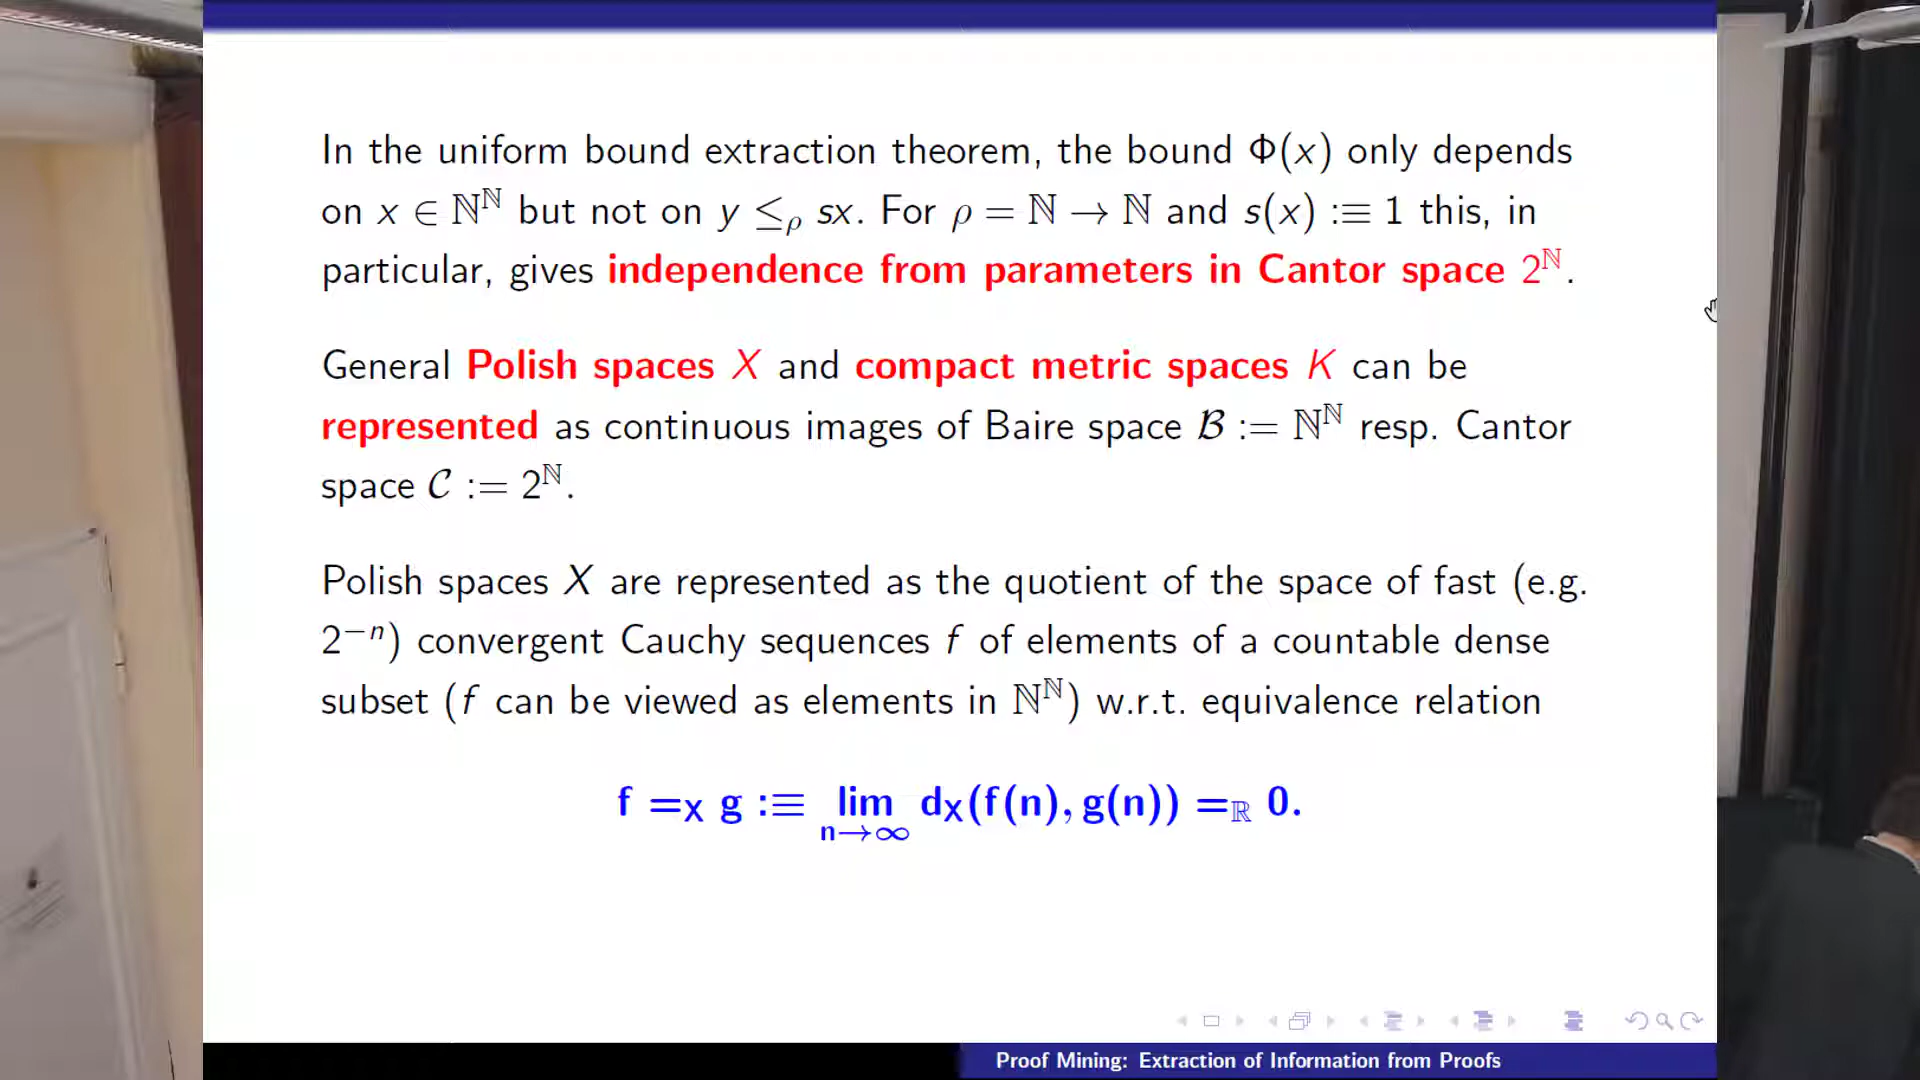 In the uniform bound extraction theorem, the bound Φ(x) only depends
on x ∈ ℕ^ℕ but not on y ≤_ρ sx. For ρ = ℕ → ℕ and s(x) :≡ 1 this, in
particular, gives independence from parameters in Cantor space 2^ℕ.
General Polish spaces X and compact metric spaces K can be
represented as continuous images of Baire space ℬ := ℕ^ℕ resp. Cantor
space 𝒞 := 2^ℕ.
Polish spaces X are represented as the quotient of the space of fast (e.g.
2^{−n}) convergent Cauchy sequences f of elements of a countable dense
subset (f can be viewed as elements in ℕ^ℕ) w.r.t. equivalence relation
f =_X g :≡ lim_{n→∞} d_X(f(n), g(n)) =_ℝ 0.
Proof Mining: Extraction of Information from Proofs